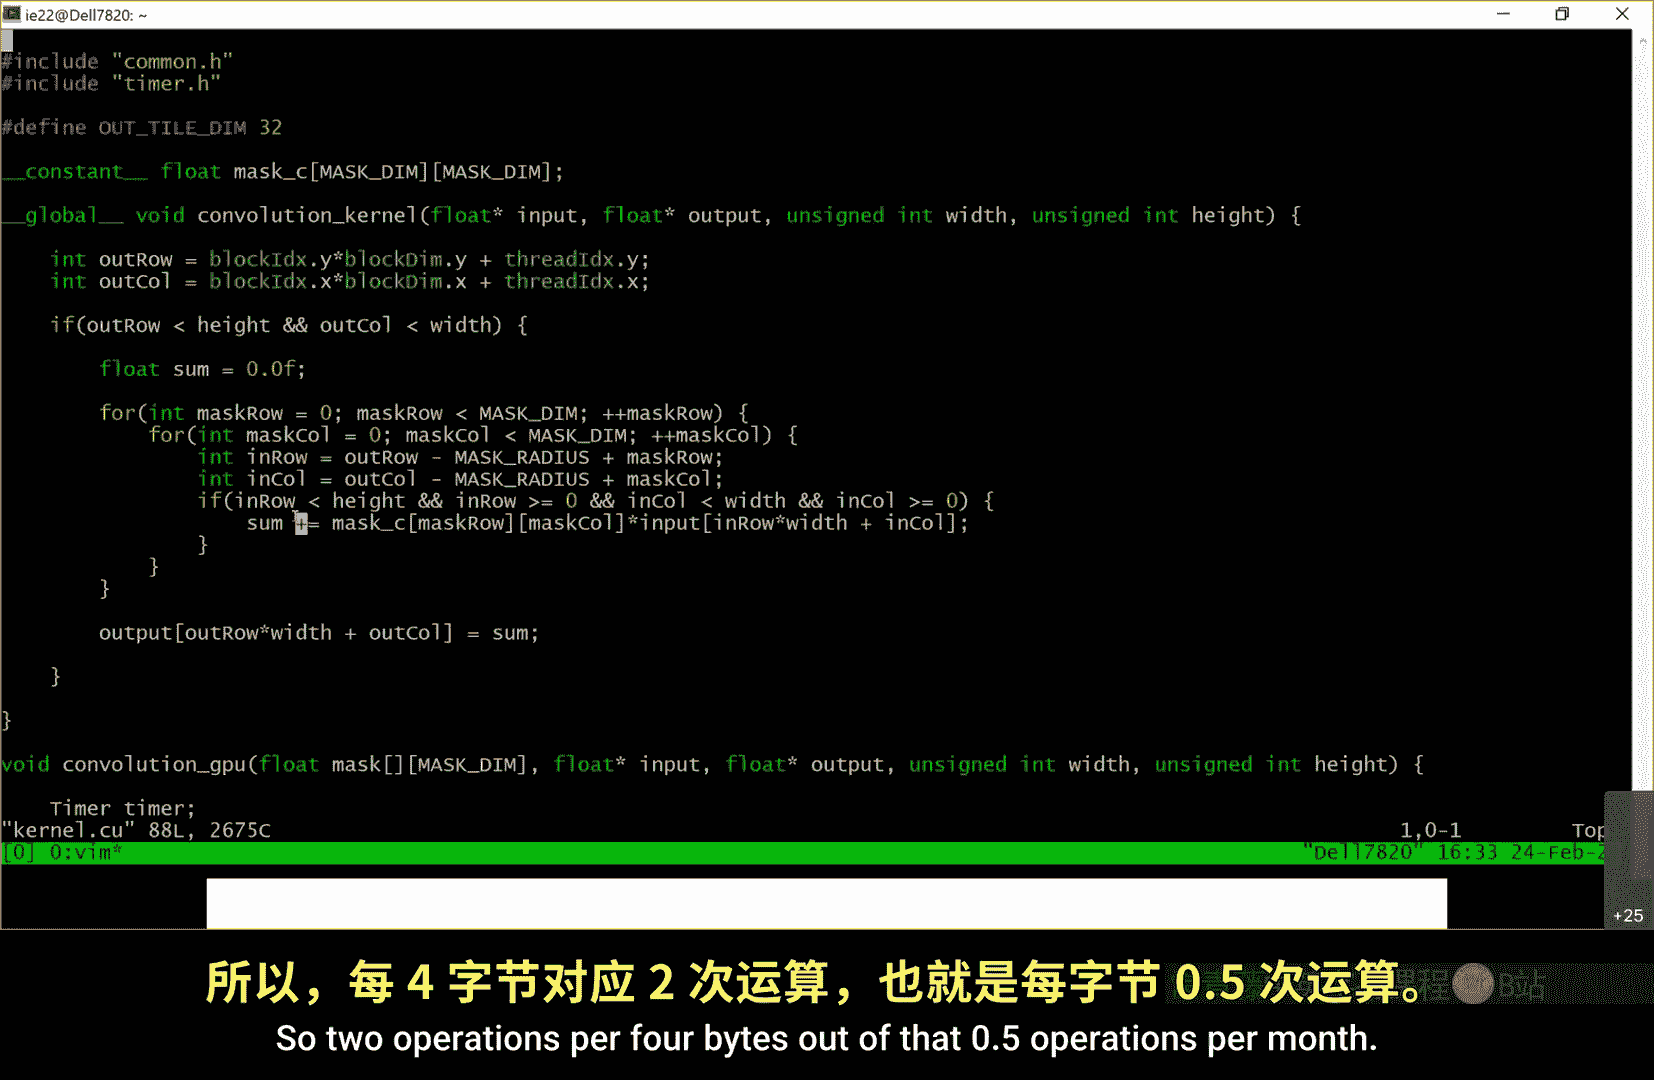 ie22@Dell7820: ~
#include "common.h"
#include "timer.h"
#define OUT_TILE_DIM 32
__constant__ float mask_c[MASK_DIM][MASK_DIM];
__global__ void convolution_kernel(float* input, float* output, unsigned int width, unsigned int height) {
int outRow = blockIdx.y*blockDim.y + threadIdx.y;
int outCol = blockIdx.x*blockDim.x + threadIdx.x;
if(outRow < height && outCol < width) {
float sum = 0.0f;
for(int maskRow = 0; maskRow < MASK_DIM; ++maskRow) {
for(int maskCol = 0; maskCol < MASK_DIM; ++maskCol) {
int inRow = outRow - MASK_RADIUS + maskRow;
int inCol = outCol - MASK_RADIUS + maskCol;
if(inRow < height && inRow >= 0 && inCol < width && inCol >= 0) {
sum += mask_c[maskRow][maskCol]*input[inRow*width + inCol];
}
}
}
output[outRow*width + outCol] = sum;
}
}
void convolution_gpu(float mask[][MASK_DIM], float* input, float* output, unsigned int width, unsigned int height) {
Timer timer;
"kernel.cu" 88L, 2675C 1,0-1 Top
[0] 0:vim* "Dell7820" 16:33 24-Feb-2
+25
所以，每 4 字节对应 2 次运算，也就是每字节 0.5 次运算。
程 B站
So two operations per four bytes out of that 0.5 operations per month.